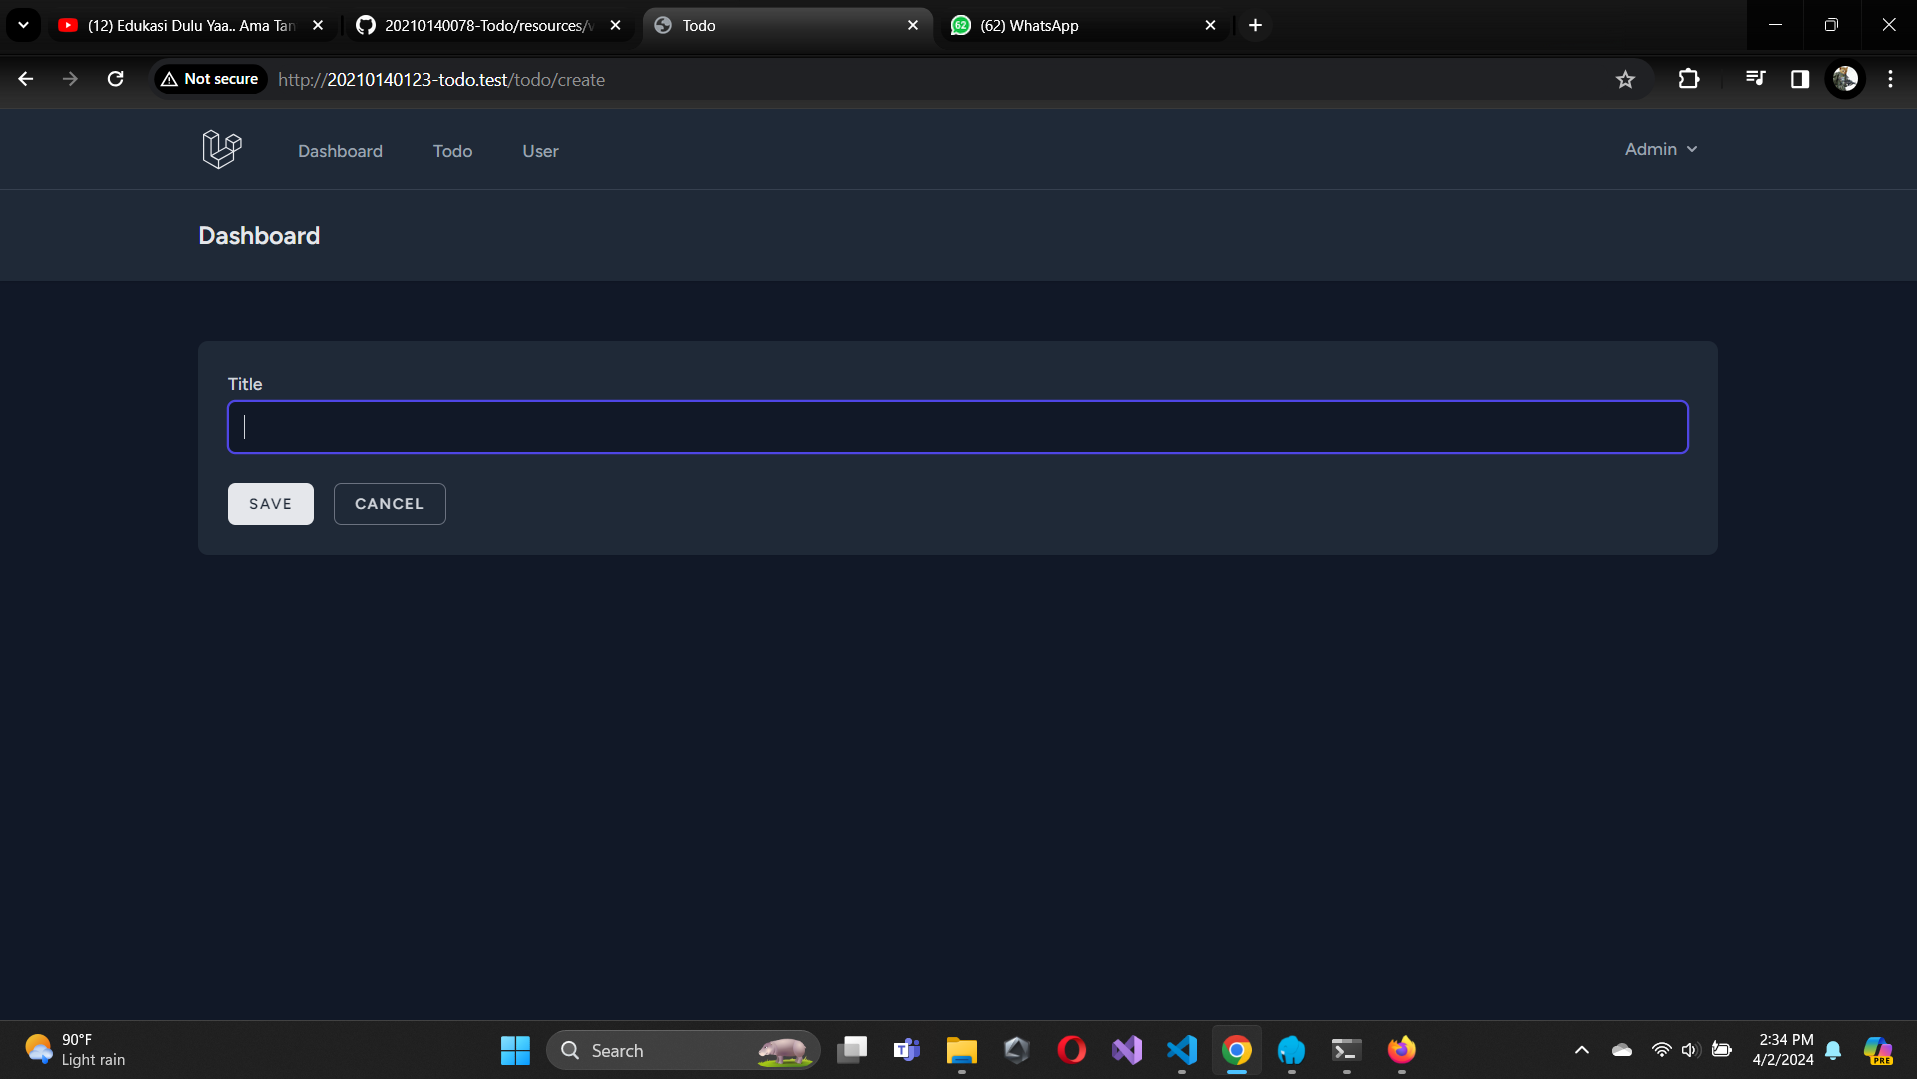 (12) Edukasi Dulu Yaa.. Ama Tan
20210140078-Todo/resources/v
Todo
(62) WhatsApp
Not secure
http://20210140123-todo.test/todo/create
Dashboard
Todo
User
Admin
Dashboard
Title
SAVE
CANCEL
90°F
Light rain
Search
2:34 PM
4/2/2024
PRE